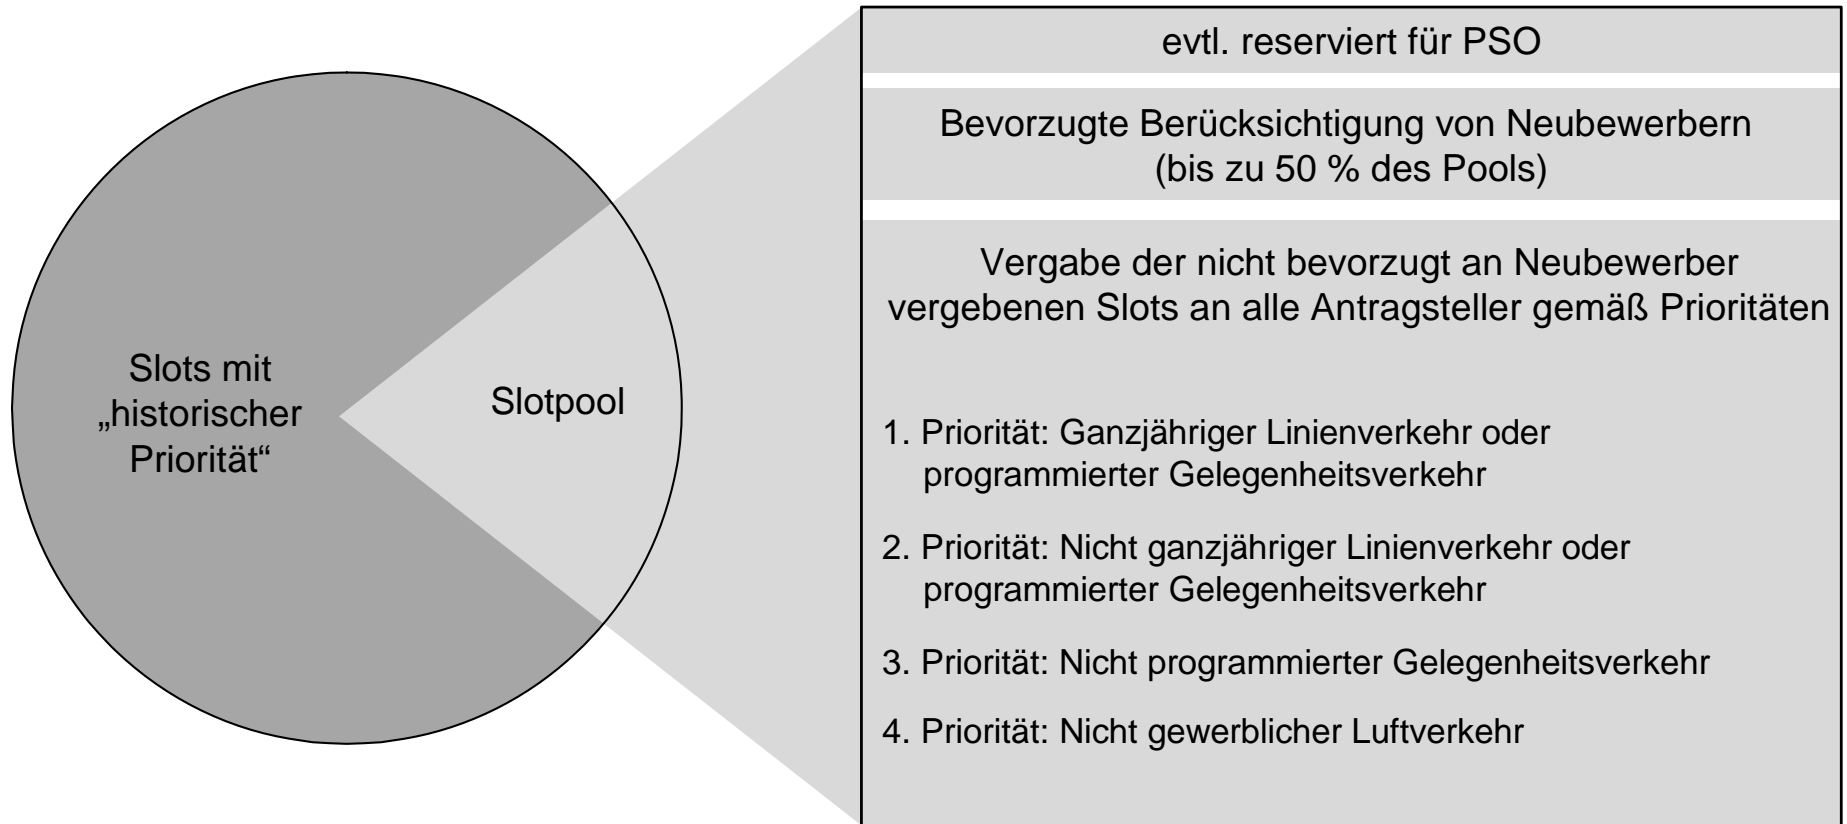 Slots mit
„historischer
Priorität“
Slotpool
evtl. reserviert für PSO
Bevorzugte Berücksichtigung von Neubewerbern
(bis zu 50 % des Pools)
Vergabe der nicht bevorzugt an Neubewerber
vergebenen Slots an alle Antragsteller gemäß Prioritäten
1. Priorität: Ganzjähriger Linienverkehr oder
programmierter Gelegenheitsverkehr
2. Priorität: Nicht ganzjähriger Linienverkehr oder
programmierter Gelegenheitsverkehr
3. Priorität: Nicht programmierter Gelegenheitsverkehr
4. Priorität: Nicht gewerblicher Luftverkehr